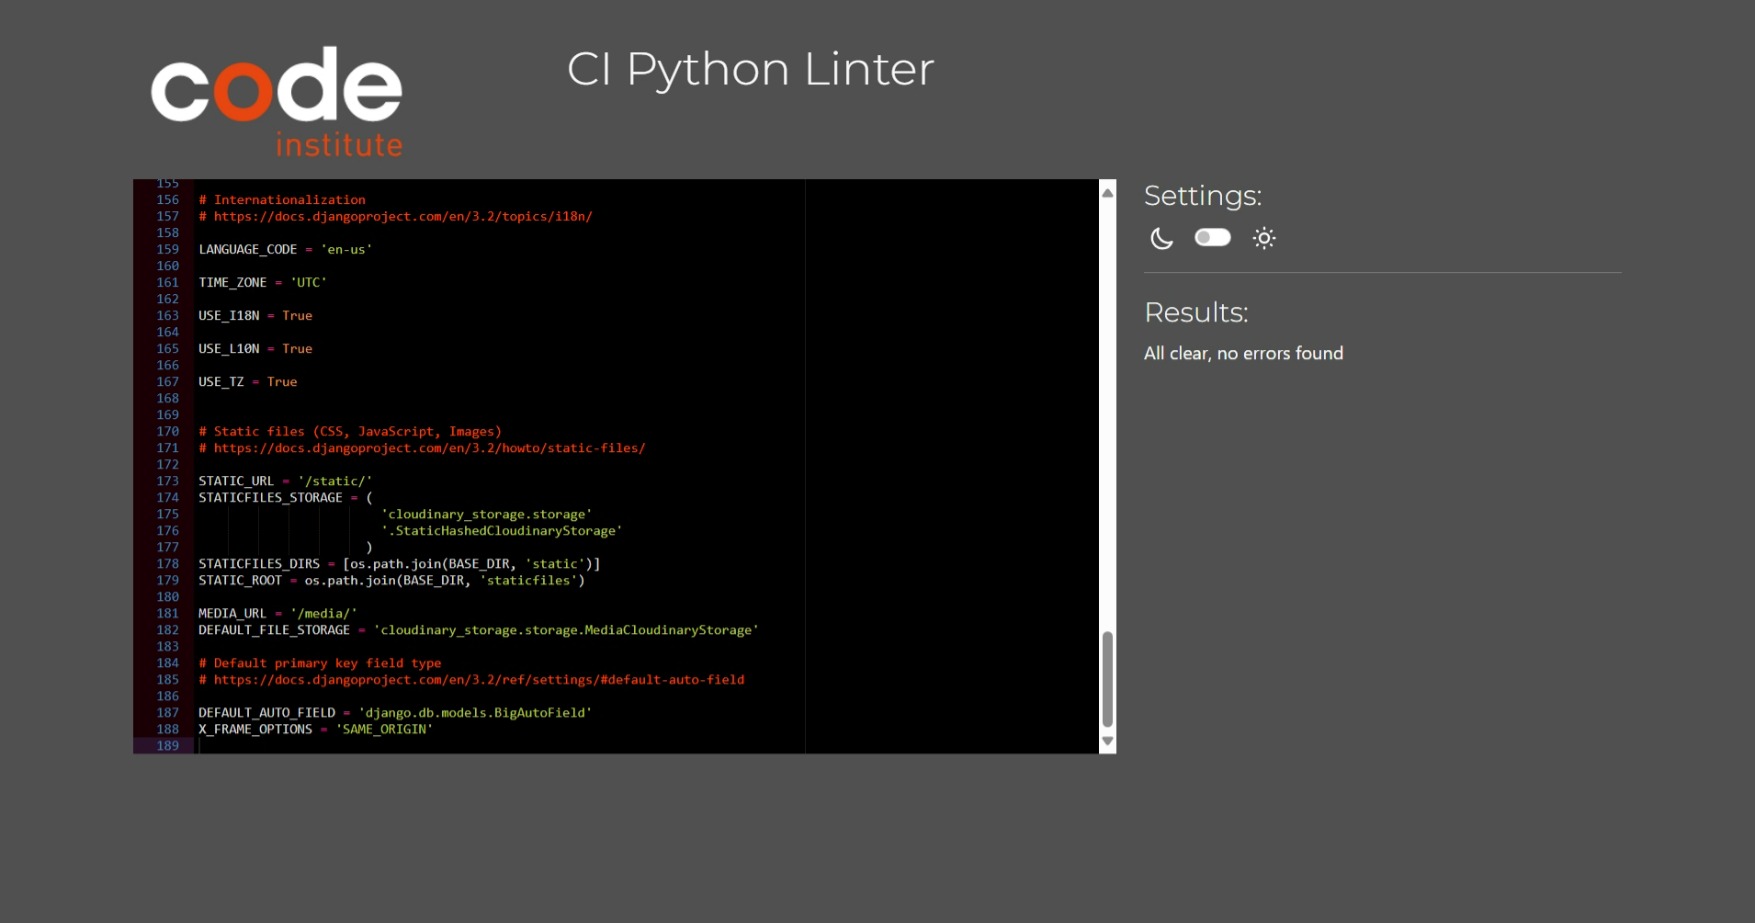 code
institute
CI Python Linter
155
156 # Internationalization
157 # https://docs.djangoproject.com/en/3.2/topics/i18n/
158
159 LANGUAGE_CODE = 'en-us'
160
161 TIME_ZONE = 'UTC'
162
163 USE_I18N = True
164
165 USE_L10N = True
166
167 USE_TZ = True
168
169
170 # Static files (CSS, JavaScript, Images)
171 # https://docs.djangoproject.com/en/3.2/howto/static-files/
172
173 STATIC_URL = '/static/'
174 STATICFILES_STORAGE = (
175 'cloudinary_storage.storage'
176 '.StaticHashedCloudinaryStorage'
177 )
178 STATICFILES_DIRS = [os.path.join(BASE_DIR, 'static')]
179 STATIC_ROOT = os.path.join(BASE_DIR, 'staticfiles')
180
181 MEDIA_URL = '/media/'
182 DEFAULT_FILE_STORAGE = 'cloudinary_storage.storage.MediaCloudinaryStorage'
183
184 # Default primary key field type
185 # https://docs.djangoproject.com/en/3.2/ref/settings/#default-auto-field
186
187 DEFAULT_AUTO_FIELD = 'django.db.models.BigAutoField'
188 X_FRAME_OPTIONS = 'SAME_ORIGIN'
189
Settings:
Results:
All clear, no errors found